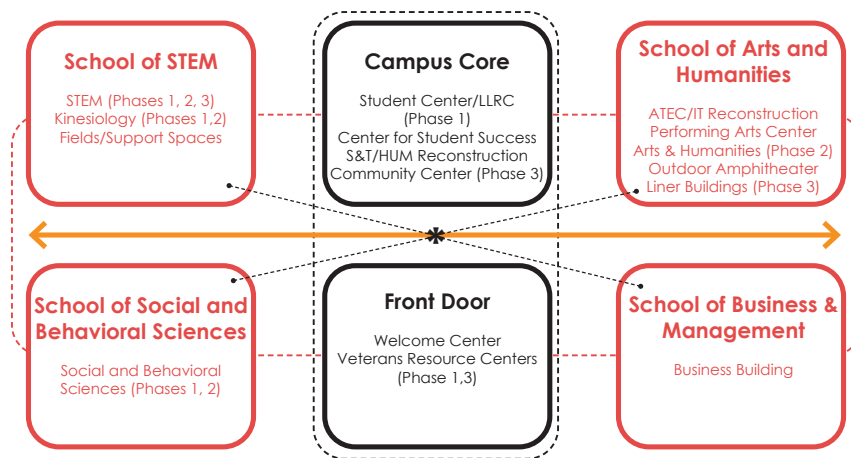 School of STEM
STEM (Phases 1, 2, 3)
Kinesiology (Phases 1,2)
Fields/Support Spaces
Campus Core
Student Center/LLRC
(Phase 1)
Center for Student Success
S&T/HUM Reconstruction
Community Center (Phase 3)
School of Arts and
Humanities
ATEC/IT Reconstruction
Performing Arts Center
Arts & Humanities (Phase 2)
Outdoor Amphitheater
Liner Buildings (Phase 3)
School of Social and
Behavioral Sciences
Social and Behavioral
Sciences (Phases 1, 2)
Front Door
Welcome Center
Veterans Resource Centers
(Phase 1,3)
School of Business &
Management
Business Building